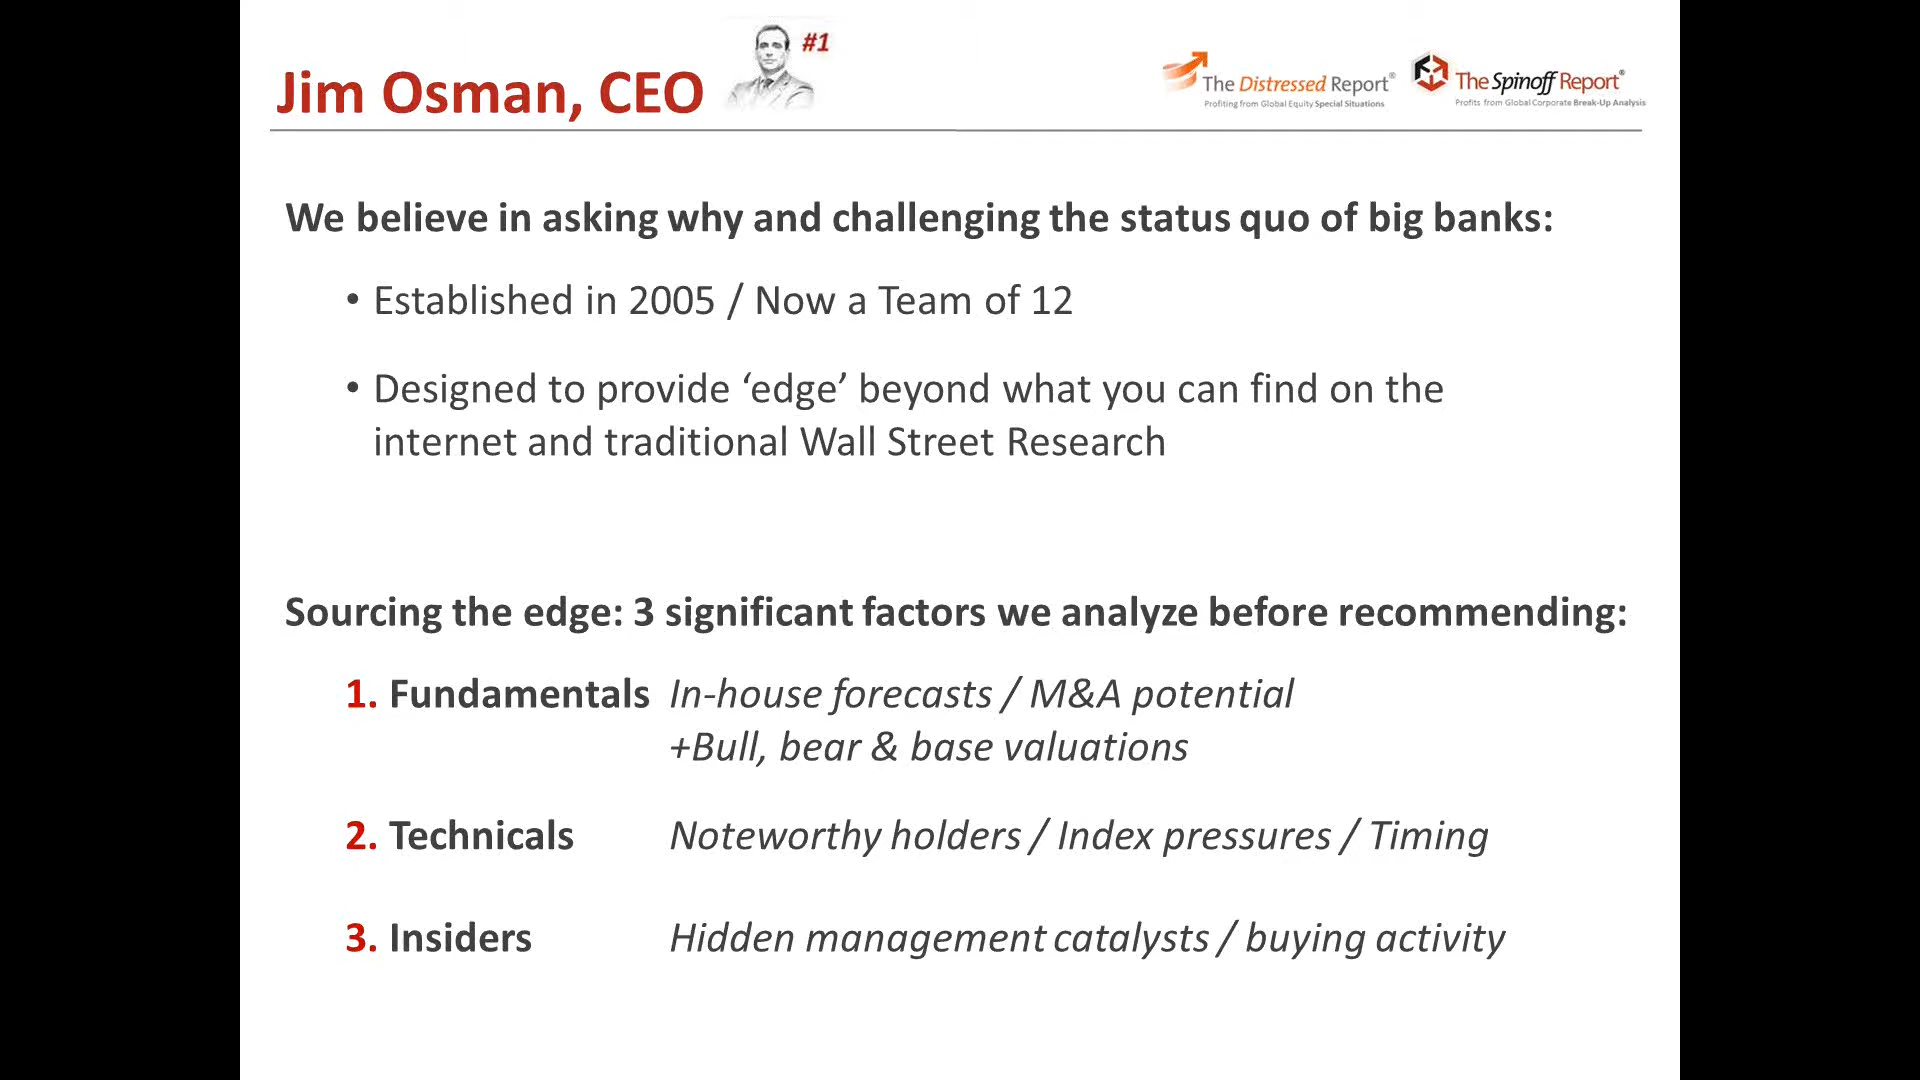 Jim Osman, CEO
#1
The Distressed Report®
Profiting from Global Equity Special Situations
The Spinoff Report®
Profits from Global Corporate Break-Up Analysis
We believe in asking why and challenging the status quo of big banks:
• Established in 2005 / Now a Team of 12
• Designed to provide ‘edge’ beyond what you can find on the
internet and traditional Wall Street Research
Sourcing the edge: 3 significant factors we analyze before recommending:
1. Fundamentals In-house forecasts / M&A potential
+Bull, bear & base valuations
2. Technicals Noteworthy holders / Index pressures / Timing
3. Insiders Hidden management catalysts / buying activity